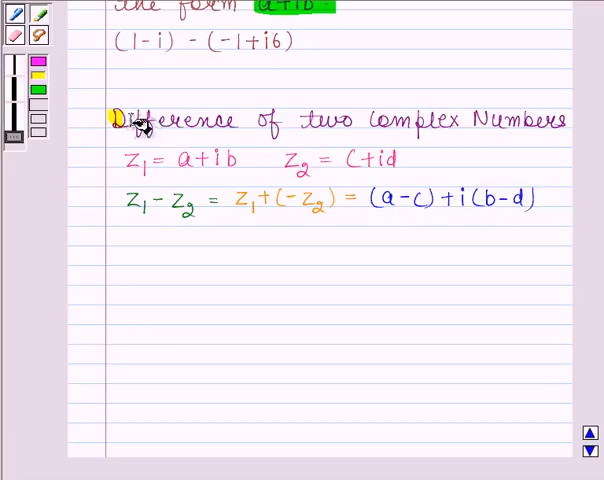 the form a+ib.
(1-i) - (-1+i6)
Difference of two Complex Numbers
Z₁ = a+ib   Z₂ = C+id
Z₁ - Z₂ = Z₁+(-Z₂) = (a-c)+i(b-d)